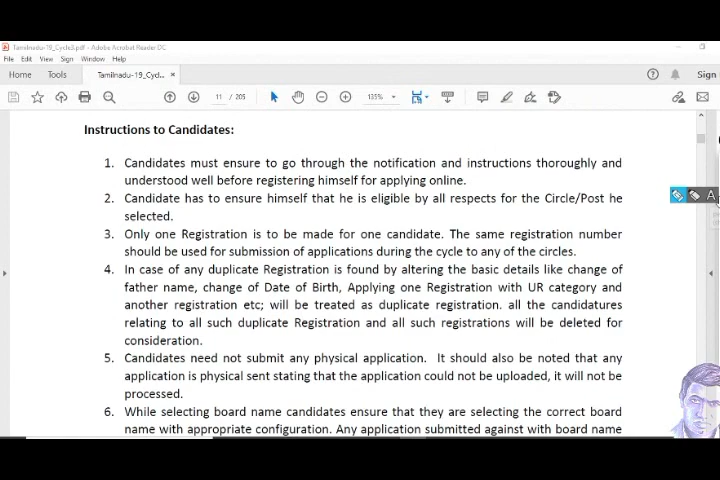 Tamilnadu-19_Cycle3.pdf - Adobe Acrobat Reader DC
File Edit View Sign Window Help
Home Tools Tamilnadu-19_Cycl... × Sign
11 / 205 135%
Instructions to Candidates:
1. Candidates must ensure to go through the notification and instructions thoroughly and
understood well before registering himself for applying online.
2. Candidate has to ensure himself that he is eligible by all respects for the Circle/Post he
selected.
3. Only one Registration is to be made for one candidate. The same registration number
should be used for submission of applications during the cycle to any of the circles.
4. In case of any duplicate Registration is found by altering the basic details like change of
father name, change of Date of Birth, Applying one Registration with UR category and
another registration etc; will be treated as duplicate registration. all the candidatures
relating to all such duplicate Registration and all such registrations will be deleted for
consideration.
5. Candidates need not submit any physical application. It should also be noted that any
application is physical sent stating that the application could not be uploaded, it will not be
processed.
6. While selecting board name candidates ensure that they are selecting the correct board
name with appropriate configuration. Any application submitted against with board name